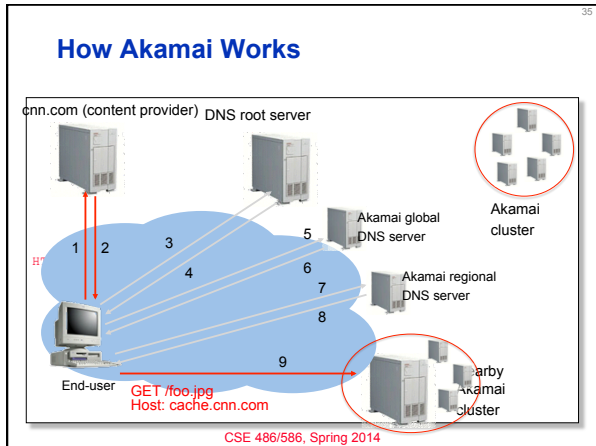 35
How Akamai Works
cnn.com (content provider)
DNS root server
Akamai
cluster
1
2
3
4
5
6
7
8
Akamai global
DNS server
Akamai regional
DNS server
End-user
9
GET /foo.jpg
Host: cache.cnn.com
Akamai
cluster
CSE 486/586, Spring 2014